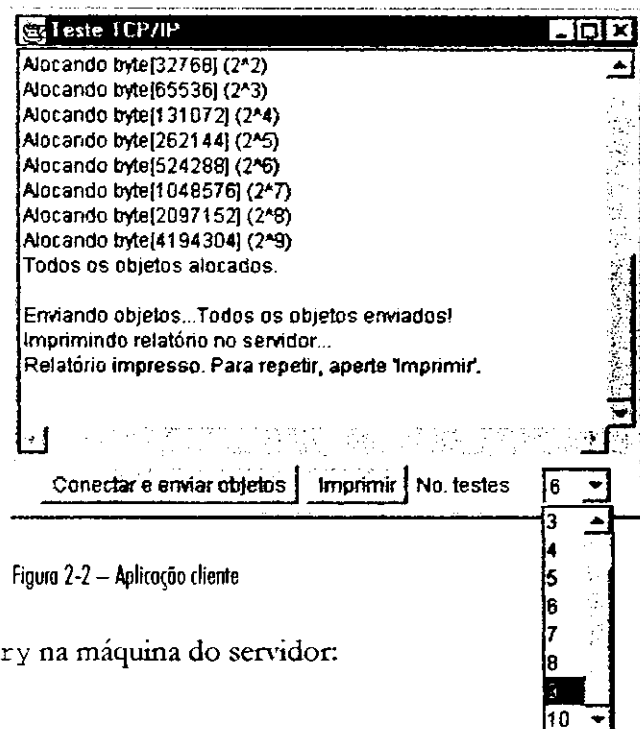 Teste TCP/IP
Alocando byte[32768] (2^2)
Alocando byte[65536] (2^3)
Alocando byte[131072] (2^4)
Alocando byte[262144] (2^5)
Alocando byte[524288] (2^6)
Alocando byte[1048576] (2^7)
Alocando byte[2097152] (2^8)
Alocando byte[4194304] (2^9)
Todos os objetos alocados.
Enviando objetos...Todos os objetos enviados!
Imprimindo relatório no servidor...
Relatório impresso. Para repetir, aperte 'Imprimir'.
Conectar e enviar objetos Imprimir No. testes 6
3
4
5
6
7
8
9
10
Figura 2-2 – Aplicação cliente
ry na máquina do servidor: